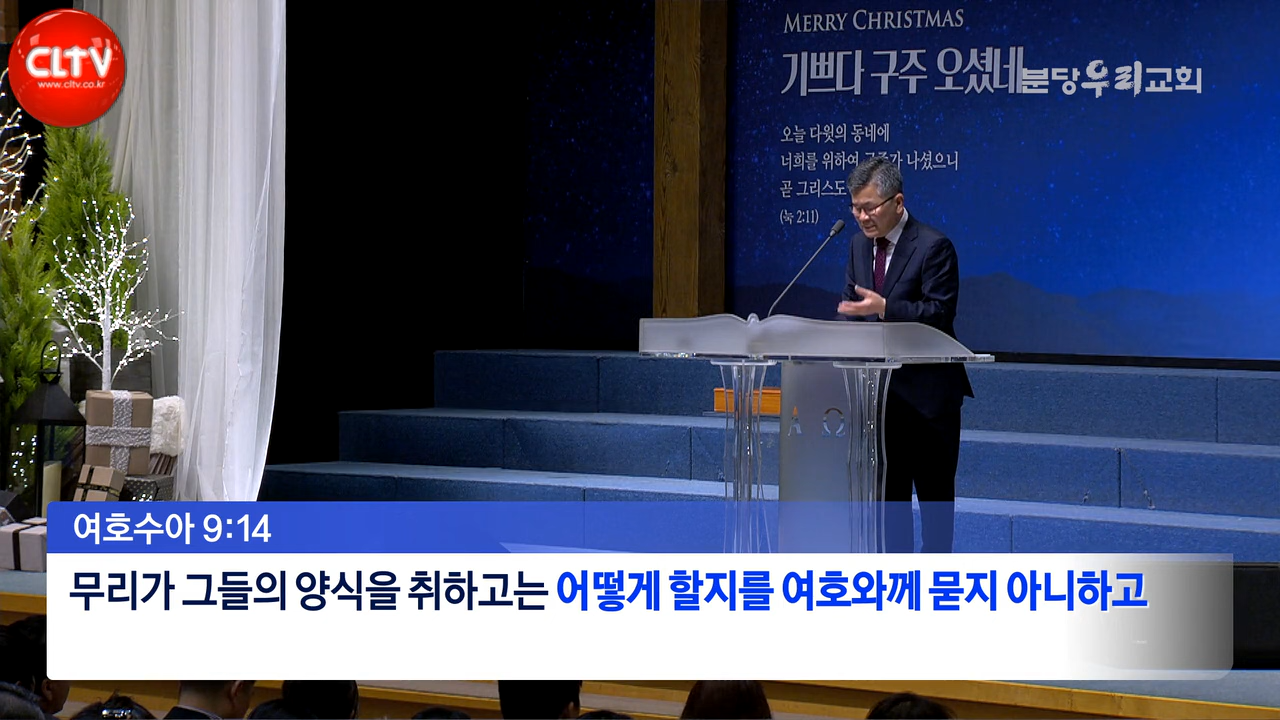 CLTV
www.cltv.co.kr
MERRY CHRISTMAS
기쁘다 구주 오셨네
분당우리교회
오늘 다윗의 동네에
너희를 위하여 구주가 나셨으니
곧 그리스도
(눅 2:11)
Α Ω
여호수아 9:14
무리가 그들의 양식을 취하고는 어떻게 할지를 여호와께 묻지 아니하고